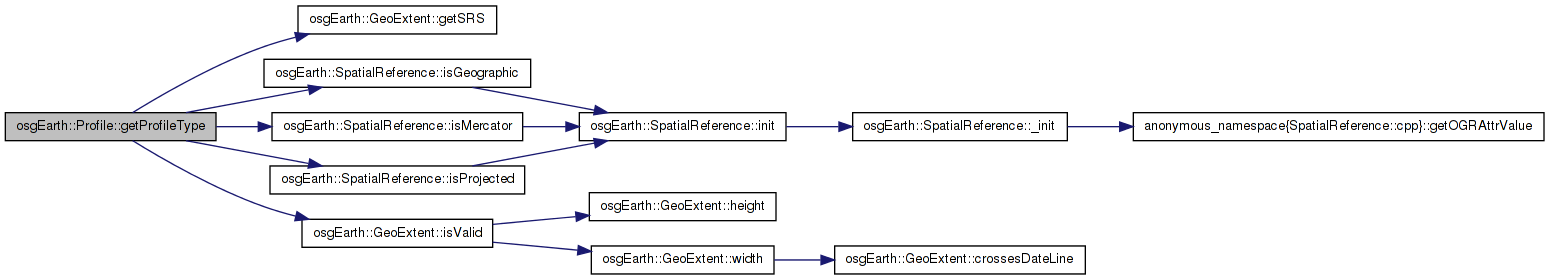 osgEarth::GeoExtent::getSRS
osgEarth::SpatialReference::isGeographic
osgEarth::Profile::getProfileType
osgEarth::SpatialReference::isMercator
osgEarth::SpatialReference::init
osgEarth::SpatialReference::_init
anonymous_namespace{SpatialReference::cpp}::getOGRAttrValue
osgEarth::SpatialReference::isProjected
osgEarth::GeoExtent::height
osgEarth::GeoExtent::isValid
osgEarth::GeoExtent::width
osgEarth::GeoExtent::crossesDateLine